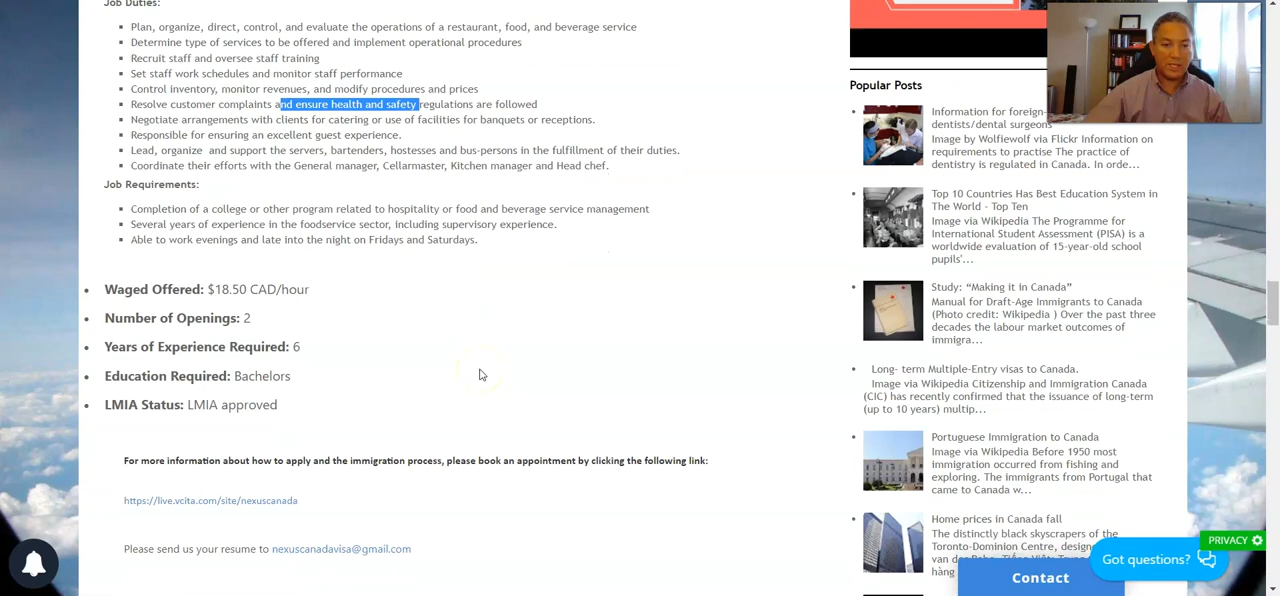 Job Duties:
Plan, organize, direct, control, and evaluate the operations of a restaurant, food, and beverage service
Determine type of services to be offered and implement operational procedures
Recruit staff and oversee staff training
Set staff work schedules and monitor staff performance
Control inventory, monitor revenues, and modify procedures and prices
Resolve customer complaints and ensure health and safety regulations are followed
Negotiate arrangements with clients for catering or use of facilities for banquets or receptions.
Responsible for ensuring an excellent guest experience.
Lead, organize and support the servers, bartenders, hostesses and bus-persons in the fulfillment of their duties.
Coordinate their efforts with the General manager, Cellarmaster, Kitchen manager and Head chef.
Job Requirements:
Completion of a college or other program related to hospitality or food and beverage service management
Several years of experience in the foodservice sector, including supervisory experience.
Able to work evenings and late into the night on Fridays and Saturdays.
Waged Offered: $18.50 CAD/hour
Number of Openings: 2
Years of Experience Required: 6
Education Required: Bachelors
LMIA Status: LMIA approved
For more information about how to apply and the immigration process, please book an appointment by clicking the following link:
https://live.vcita.com/site/nexuscanada
Please send us your resume to nexuscanadavisa@gmail.com
Popular Posts
Information for foreign-
dentists/dental surgeons
Image by Wolfiewolf via Flickr Information on
requirements to practise The practice of
dentistry is regulated in Canada. In orde...
Top 10 Countries Has Best Education System in
The World - Top Ten
Image via Wikipedia The Programme for
International Student Assessment (PISA) is a
worldwide evaluation of 15-year-old school
pupils'...
Study: “Making it in Canada”
Manual for Draft-Age Immigrants to Canada
(Photo credit: Wikipedia ) Over the past three
decades the labour market outcomes of
immigra...
Long- term Multiple-Entry visas to Canada.
Image via Wikipedia Citizenship and Immigration Canada
(CIC) has recently confirmed that the issuance of long-term
(up to 10 years) multip...
Portuguese Immigration to Canada
Image via Wikipedia Before 1950 most
immigration occurred from fishing and
exploring. The immigrants from Portugal that
came to Canada w...
Home prices in Canada fall
The distinctly black skyscrapers of the
Toronto-Dominion Centre, design
van der
hàng
PRIVACY
Got questions?
Contact